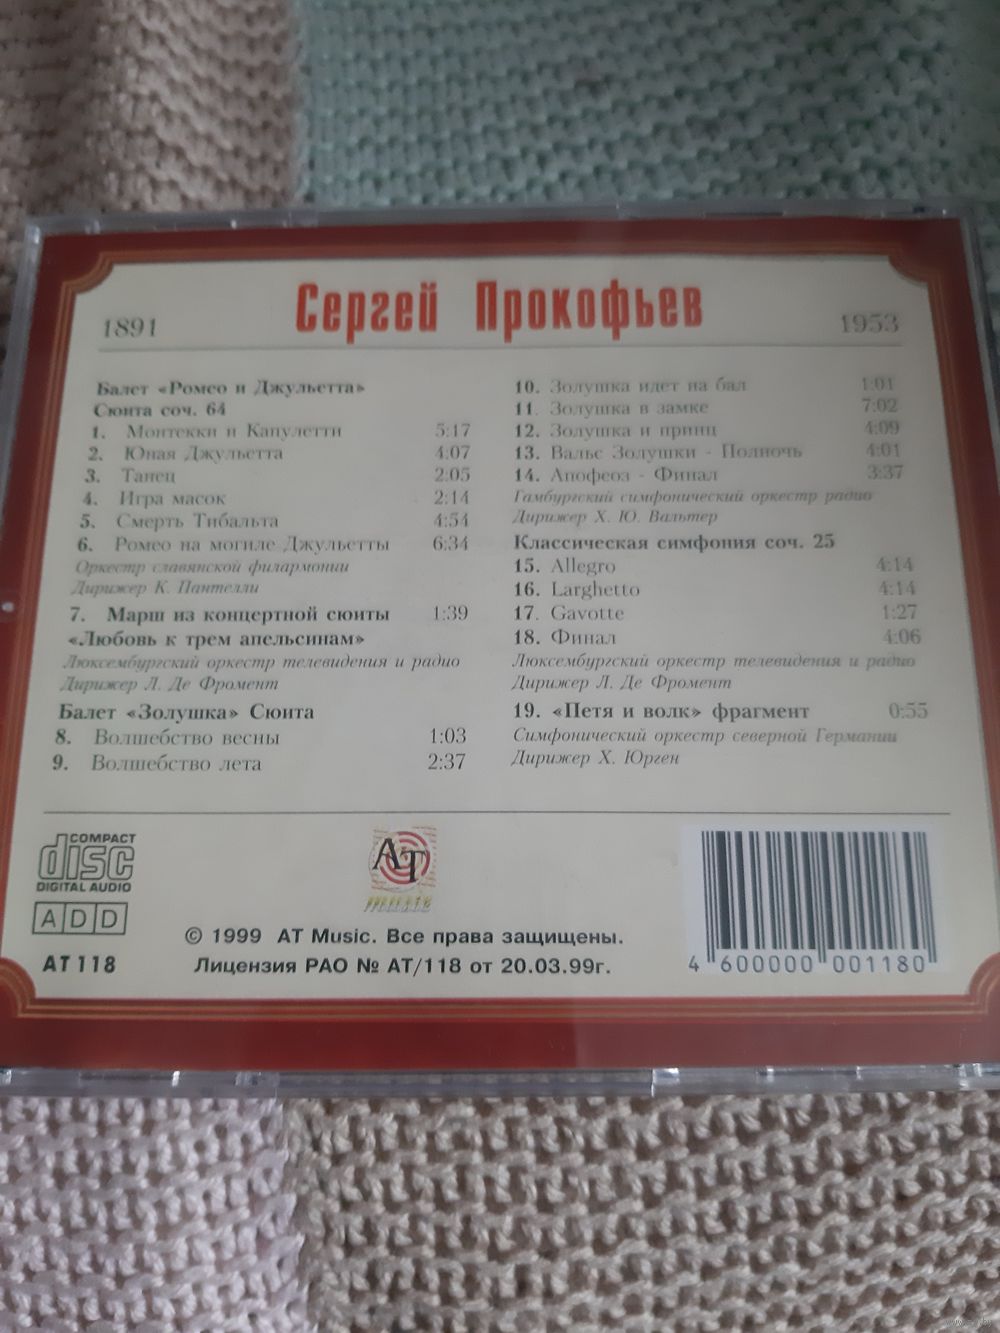 Сергей Прокофьев
1891
1953
Балет «Ромео и Джульетта»
Сюита соч. 64
1. Монтекки и Капулетти 5:17
2. Юная Джульетта 4:07
3. Танец 2:05
4. Игра масок 2:14
5. Смерть Тибальта 4:54
6. Ромео на могиле Джульетты 6:34
Оркестр славянской филармонии
Дирижер К. Пантелли
7. Марш из концертной сюиты 1:39
«Любовь к трем апельсинам»
Люксембургский оркестр телевидения и радио
Дирижер Л. Де Фромент
Балет «Золушка» Сюита
8. Волшебство весны 1:03
9. Волшебство лета 2:37
10. Золушка идет на бал 1:01
11. Золушка в замке 7:02
12. Золушка и принц 4:09
13. Вальс Золушки - Полночь 4:01
14. Апофеоз - Финал 3:37
Гамбургский симфонический оркестр радио
Дирижер Х. Ю. Вальтер
Классическая симфония соч. 25
15. Allegro 4:14
16. Larghetto 4:14
17. Gavotte 1:27
18. Финал 4:06
Люксембургский оркестр телевидения и радио
Дирижер Л. Де Фромент
19. «Петя и волк» фрагмент 0:55
Симфонический оркестр северной Германии
Дирижер Х. Юрген
COMPACT
disc
DIGITAL AUDIO
ADD
AT 118
AT
© 1999 AT Music. Все права защищены.
Лицензия РАО № АТ/118 от 20.03.99г.
4 600000 001180